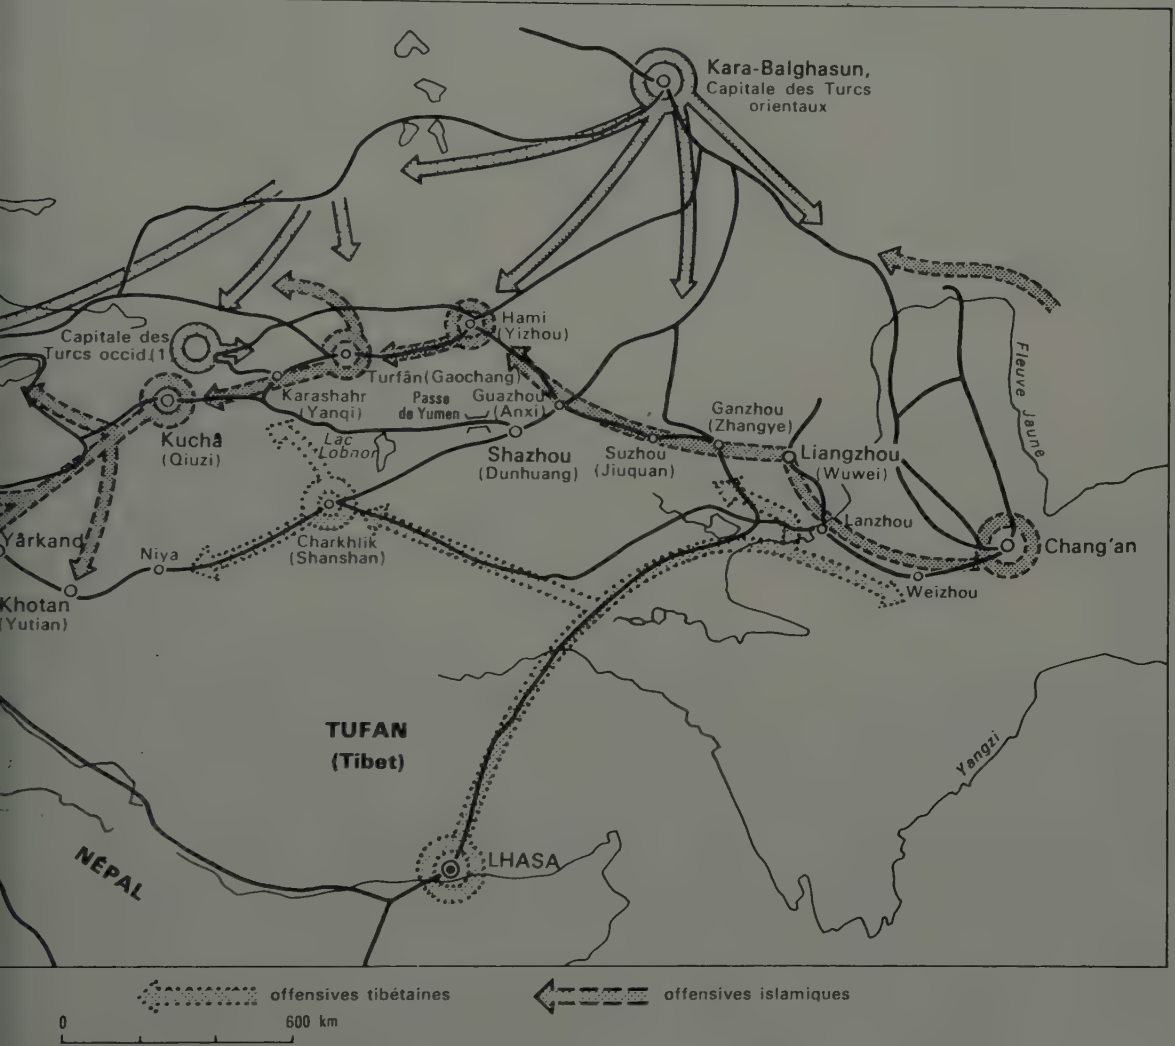 Kara-Balghasun,
Capitale des Turcs
orientaux
Capitale des
Turcs occid.(1
Hami
(Yizhou)
Turfân (Gaochang)
Karashahr
(Yanqi)
Passe
de Yumen
Guazhou
(Anxi)
Kuchâ
(Qiuzi)
Lac
Lobnor
Shazhou
(Dunhuang)
Suzhou
(Jiuquan)
Ganzhou
(Zhangye)
Liangzhou
(Wuwei)
Fleuve Jaune
Lanzhou
Chang'an
Weizhou
Yârkand
Niya
Charkhlik
(Shanshan)
Khotan
(Yutian)
TUFAN
(Tibet)
Yangzi
NÉPAL
LHASA
offensives tibétaines
offensives islamiques
0 600 km